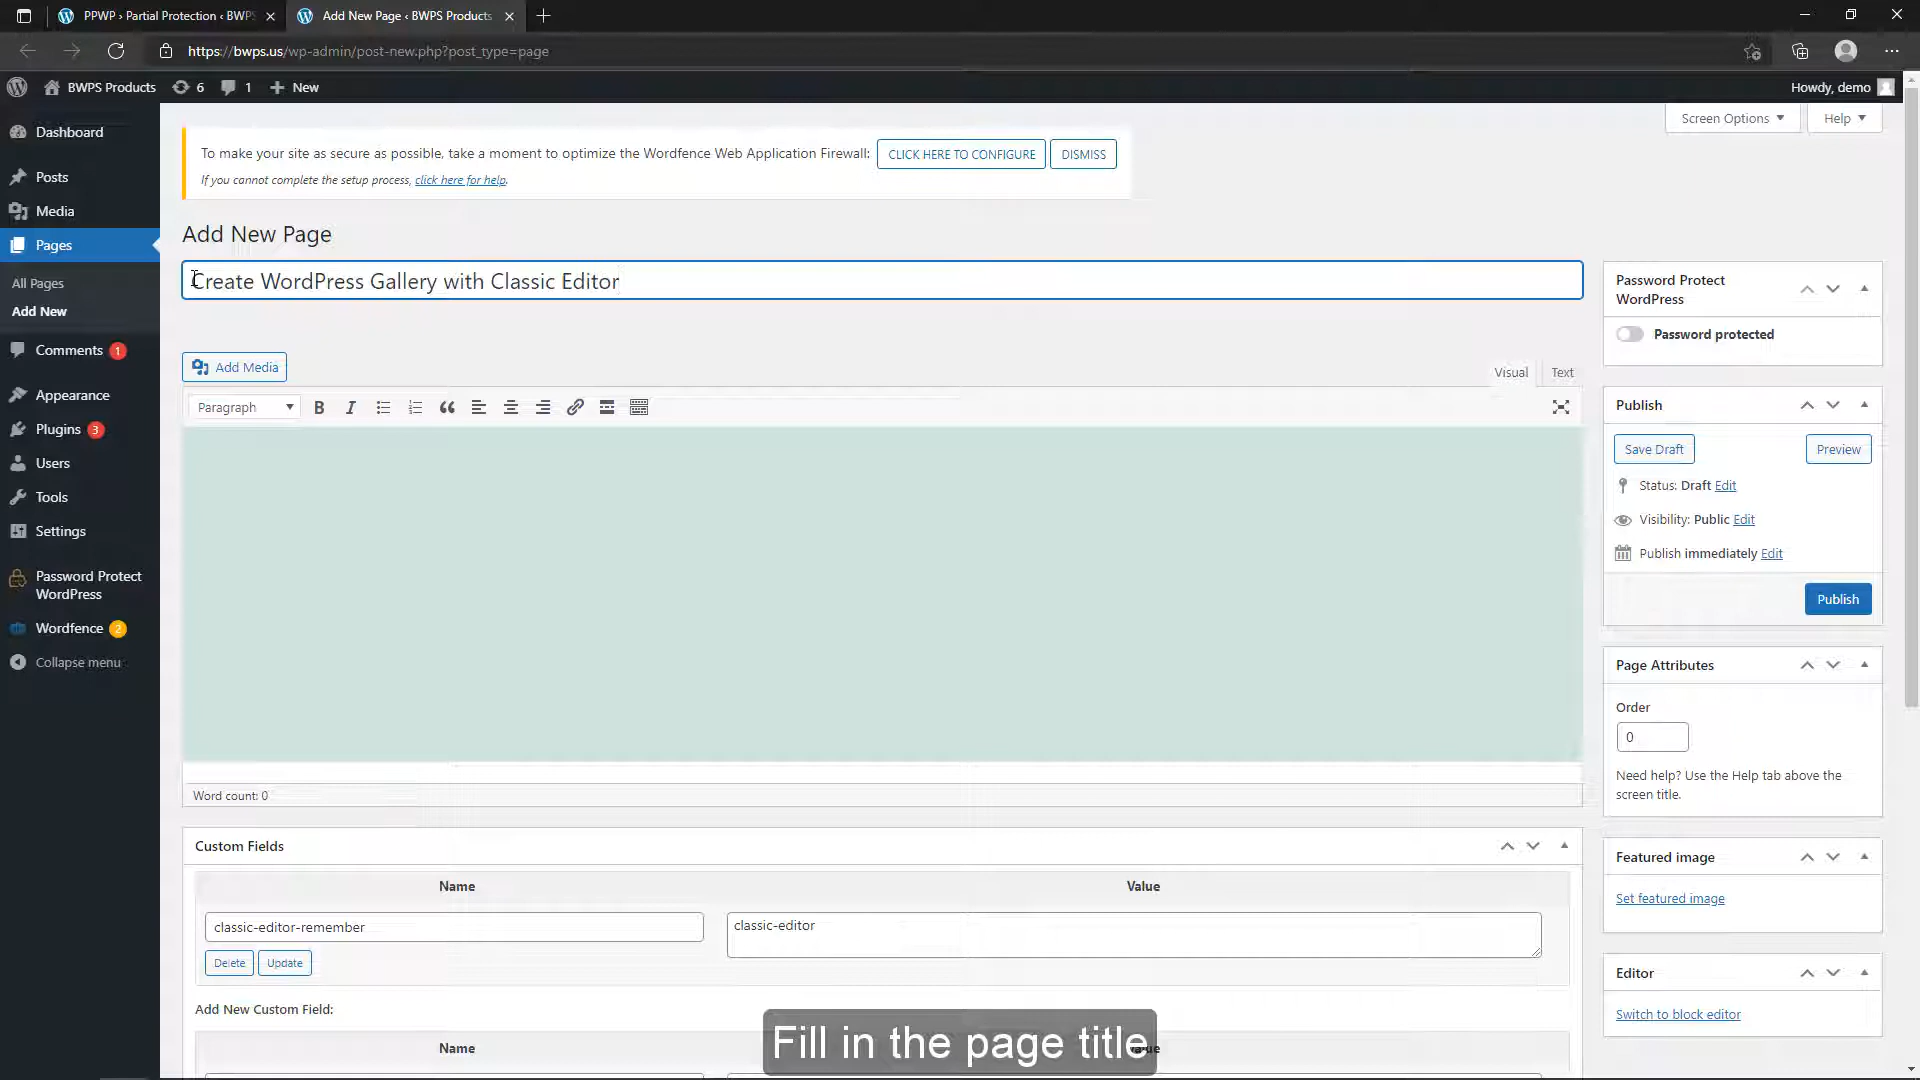 PPWP › Partial Protection ‹ BWPS
Add New Page ‹ BWPS Products
https://bwps.us/wp-admin/post-new.php?post_type=page
BWPS Products
6
1
New
Howdy, demo
Screen Options
Help
Dashboard
Posts
Media
Pages
All Pages
Add New
Comments 1
Appearance
Plugins 3
Users
Tools
Settings
Password Protect
WordPress
Wordfence 2
Collapse menu
To make your site as secure as possible, take a moment to optimize the Wordfence Web Application Firewall: CLICK HERE TO CONFIGURE DISMISS
If you cannot complete the setup process, click here for help.
Add New Page
Create WordPress Gallery with Classic Editor
Add Media
Visual Text
Paragraph
Word count: 0
Custom Fields
Name Value
classic-editor-remember classic-editor
Delete Update
Add New Custom Field:
Name
Password Protect
WordPress
Password protected
Publish
Save Draft Preview
Status: Draft Edit
Visibility: Public Edit
Publish immediately Edit
Publish
Page Attributes
Order
0
Need help? Use the Help tab above the
screen title.
Featured image
Set featured image
Editor
Switch to block editor
Fill in the page title